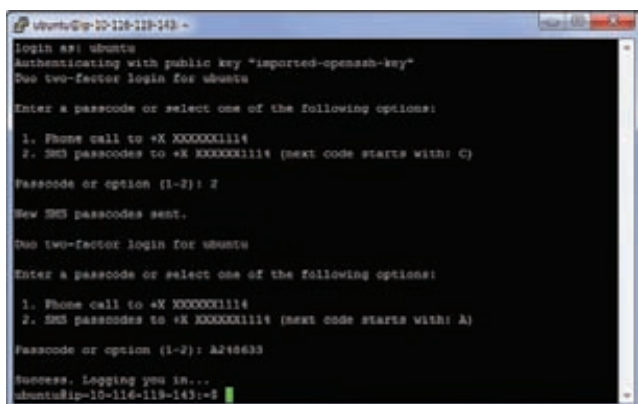 ubuntu@ip-10-116-119-143: ~
login as: ubuntu
Authenticating with public key "imported-openssh-key"
Duo two-factor login for ubuntu
Enter a passcode or select one of the following options:
1. Phone call to +X XXXXXX1114
2. SMS passcodes to +X XXXXXX1114 (next code starts with: C)
Passcode or option (1-2): 2
New SMS passcodes sent.
Duo two-factor login for ubuntu
Enter a passcode or select one of the following options:
1. Phone call to +X XXXXXX1114
2. SMS passcodes to +X XXXXXX1114 (next code starts with: A)
Passcode or option (1-2): A248633
Success. Logging you in...
ubuntu@ip-10-116-119-143:~$